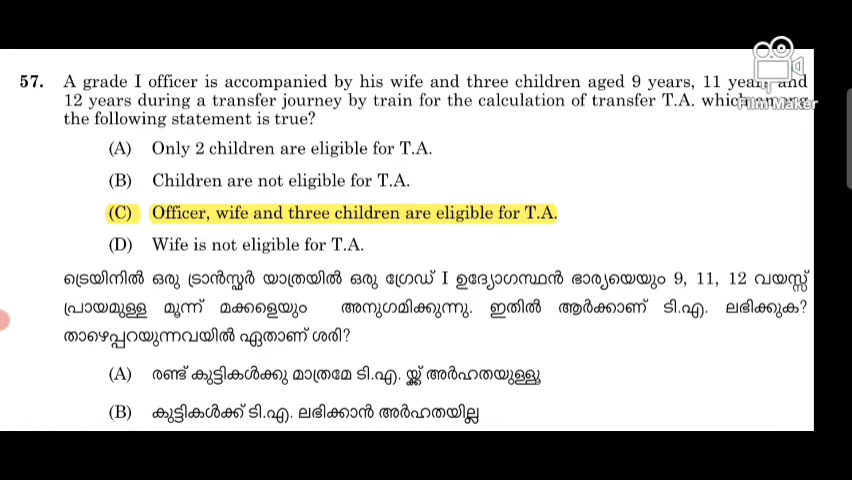 57. A grade I officer is accompanied by his wife and three children aged 9 years, 11 years and
12 years during a transfer journey by train for the calculation of transfer T.A. which among
the following statement is true?
(A) Only 2 children are eligible for T.A.
(B) Children are not eligible for T.A.
(C) Officer, wife and three children are eligible for T.A.
(D) Wife is not eligible for T.A.
ട്രെയിനിൽ ഒരു ട്രാൻസ്ഫർ യാത്രയിൽ ഒരു ഗ്രേഡ് I ഉദ്യോഗസ്ഥൻ ഭാര്യയെയും 9, 11, 12 വയസ്സ്
പ്രായമുള്ള മൂന്ന് മക്കളെയും അനുഗമിക്കുന്നു. ഇതിൽ ആർക്കാണ് ടി.എ. ലഭിക്കുക?
താഴെപ്പറയുന്നവയിൽ ഏതാണ് ശരി?
(A) രണ്ട് കുട്ടികൾക്കു മാത്രമേ ടി.എ. യ്ക്ക് അർഹതയുള്ളൂ
(B) കുട്ടികൾക്ക് ടി.എ. ലഭിക്കാൻ അർഹതയില്ല
Film Maker